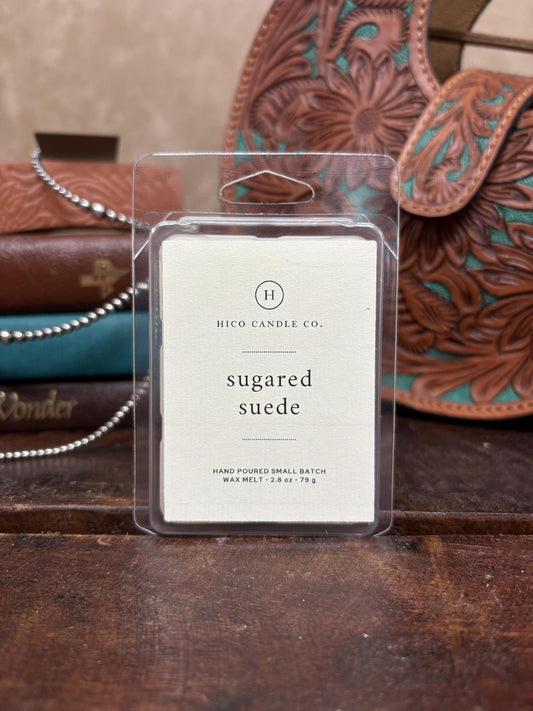 H
HICO CANDLE CO.
sugared
suede
HAND POURED SMALL BATCH
WAX MELT • 2.8 oz • 79 g
Wonder